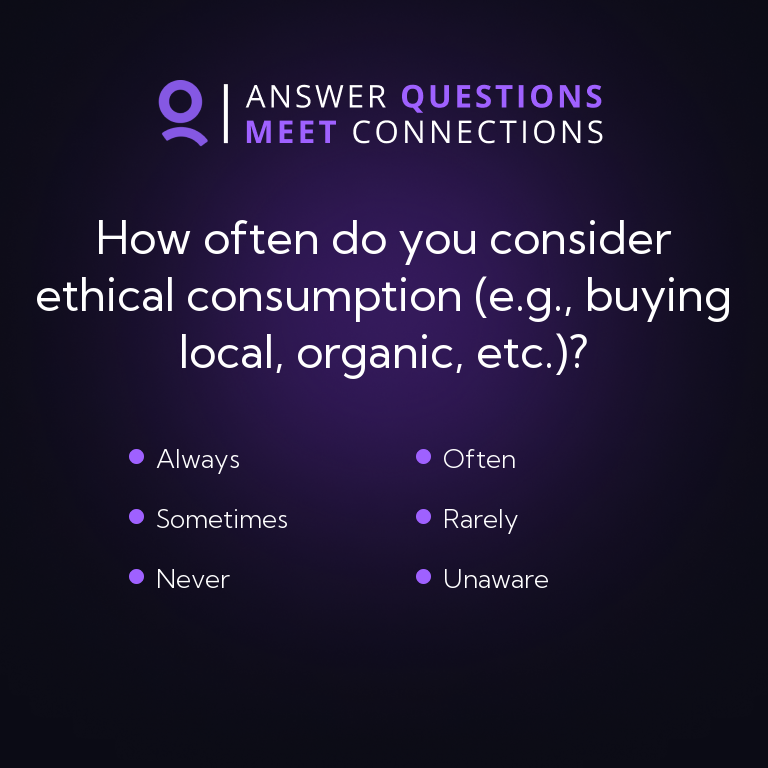 ANSWER QUESTIONS
MEET CONNECTIONS
How often do you consider
ethical consumption (e.g., buying
local, organic, etc.)?
Always
Often
Sometimes
Rarely
Never
Unaware